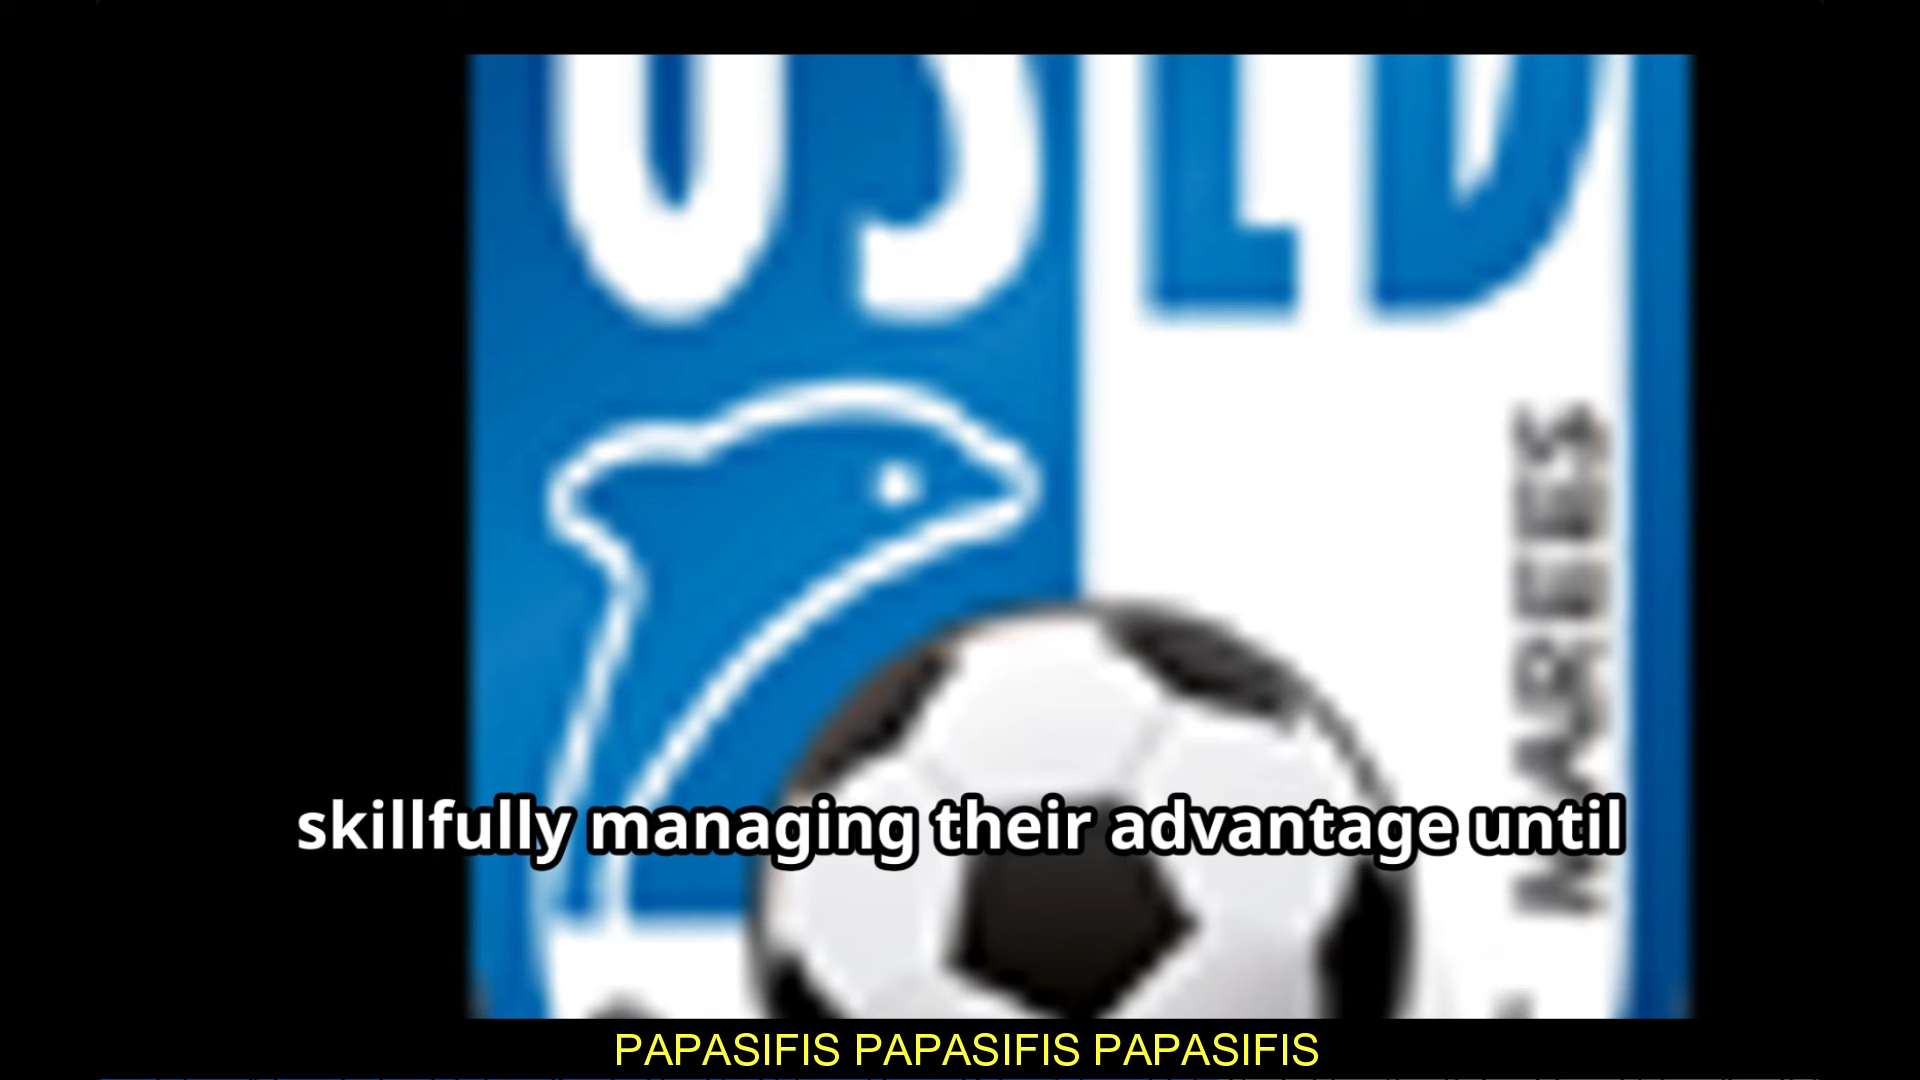 USLD
MAREES
skillfully managing their advantage until
PAPASIFIS PAPASIFIS PAPASIFIS